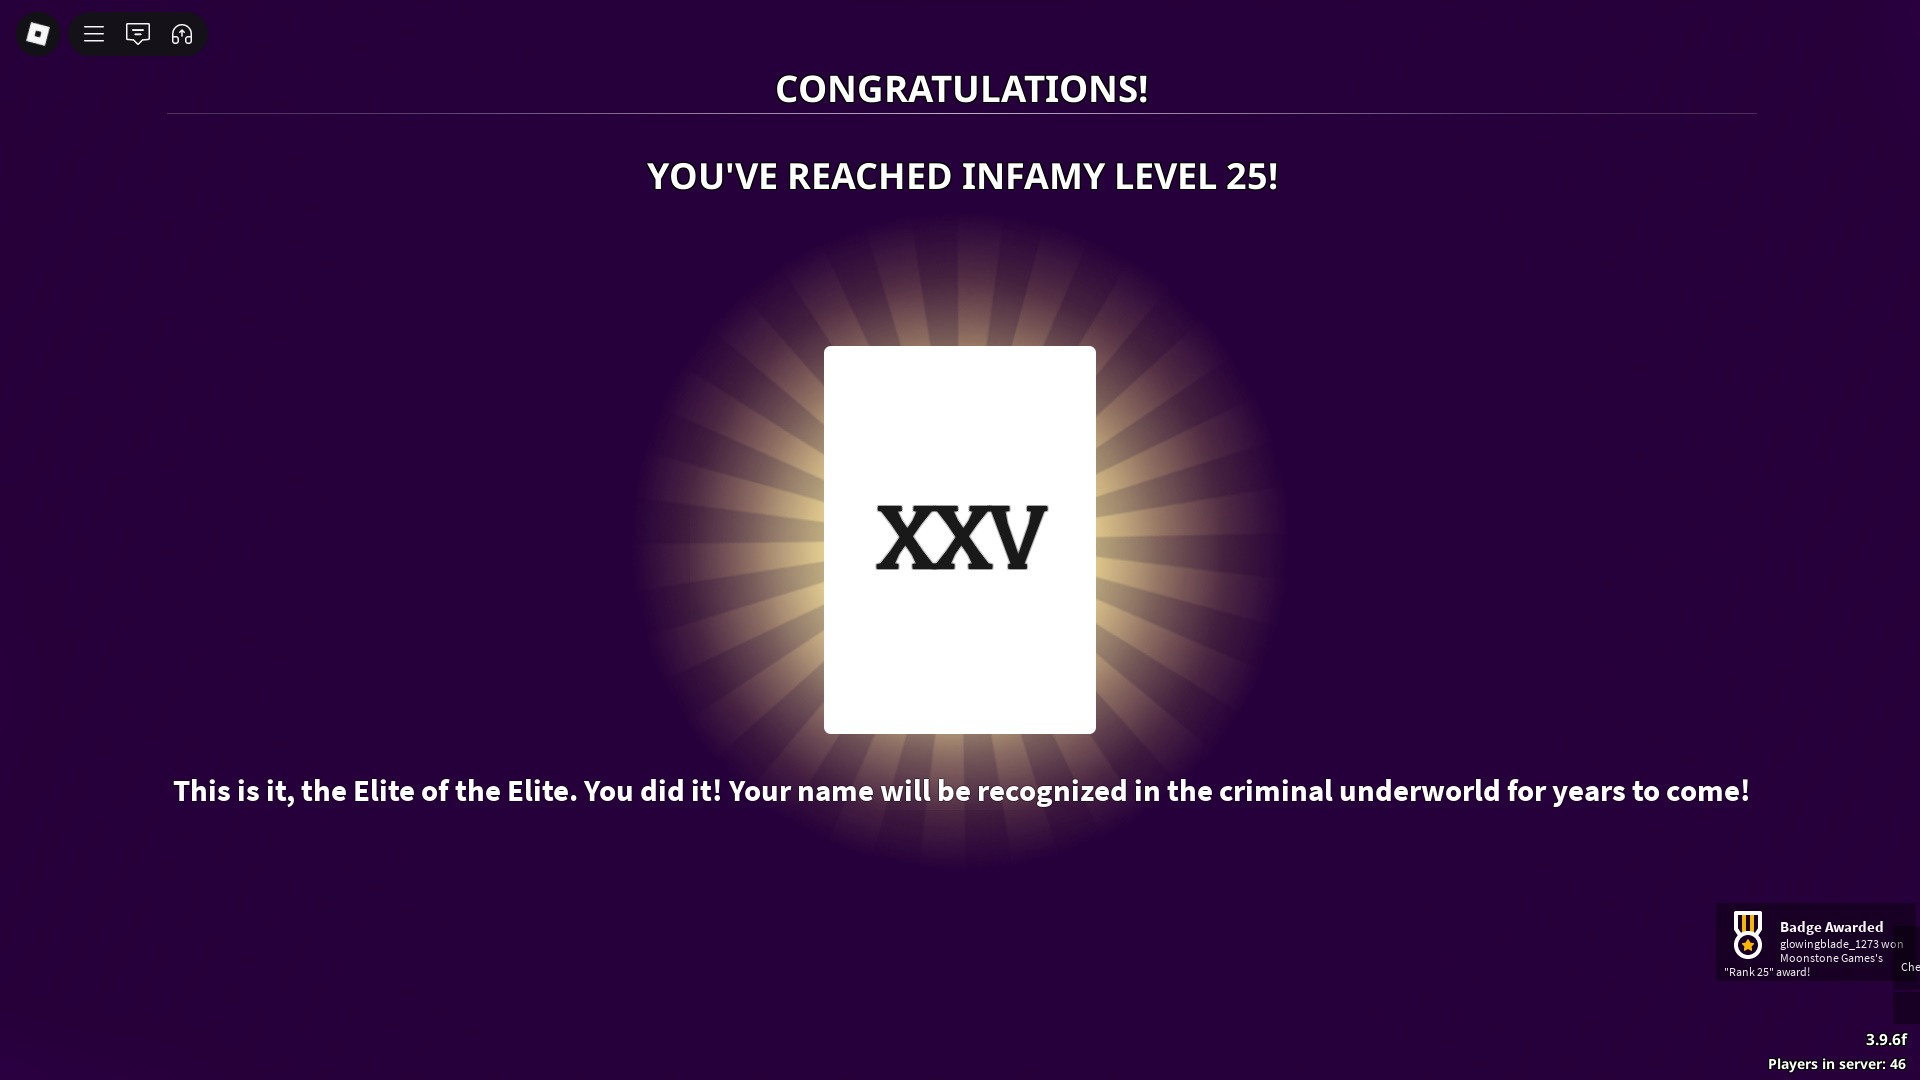 CONGRATULATIONS!
YOU'VE REACHED INFAMY LEVEL 25!
XXV
This is it, the Elite of the Elite. You did it! Your name will be recognized in the criminal underworld for years to come!
Badge Awarded
glowingblade_1273 won
Moonstone Games's
"Rank 25" award!
Che
3.9.6f
Players in server: 46